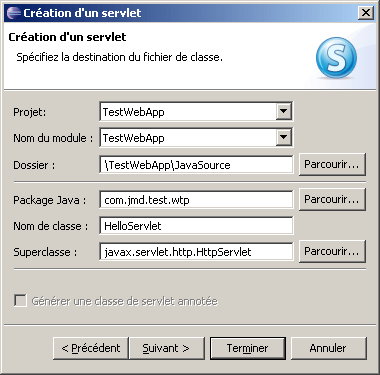 Création d'un servlet
Création d'un servlet
Spécifiez la destination du fichier de classe.
S
Projet: TestWebApp
Nom du module : TestWebApp
Dossier : \TestWebApp\JavaSource Parcourir...
Package Java : com.jmd.test.wtp Parcourir...
Nom de classe : HelloServlet
Superclasse : javax.servlet.http.HttpServlet Parcourir...
Générer une classe de servlet annotée
< Précédent Suivant > Terminer Annuler